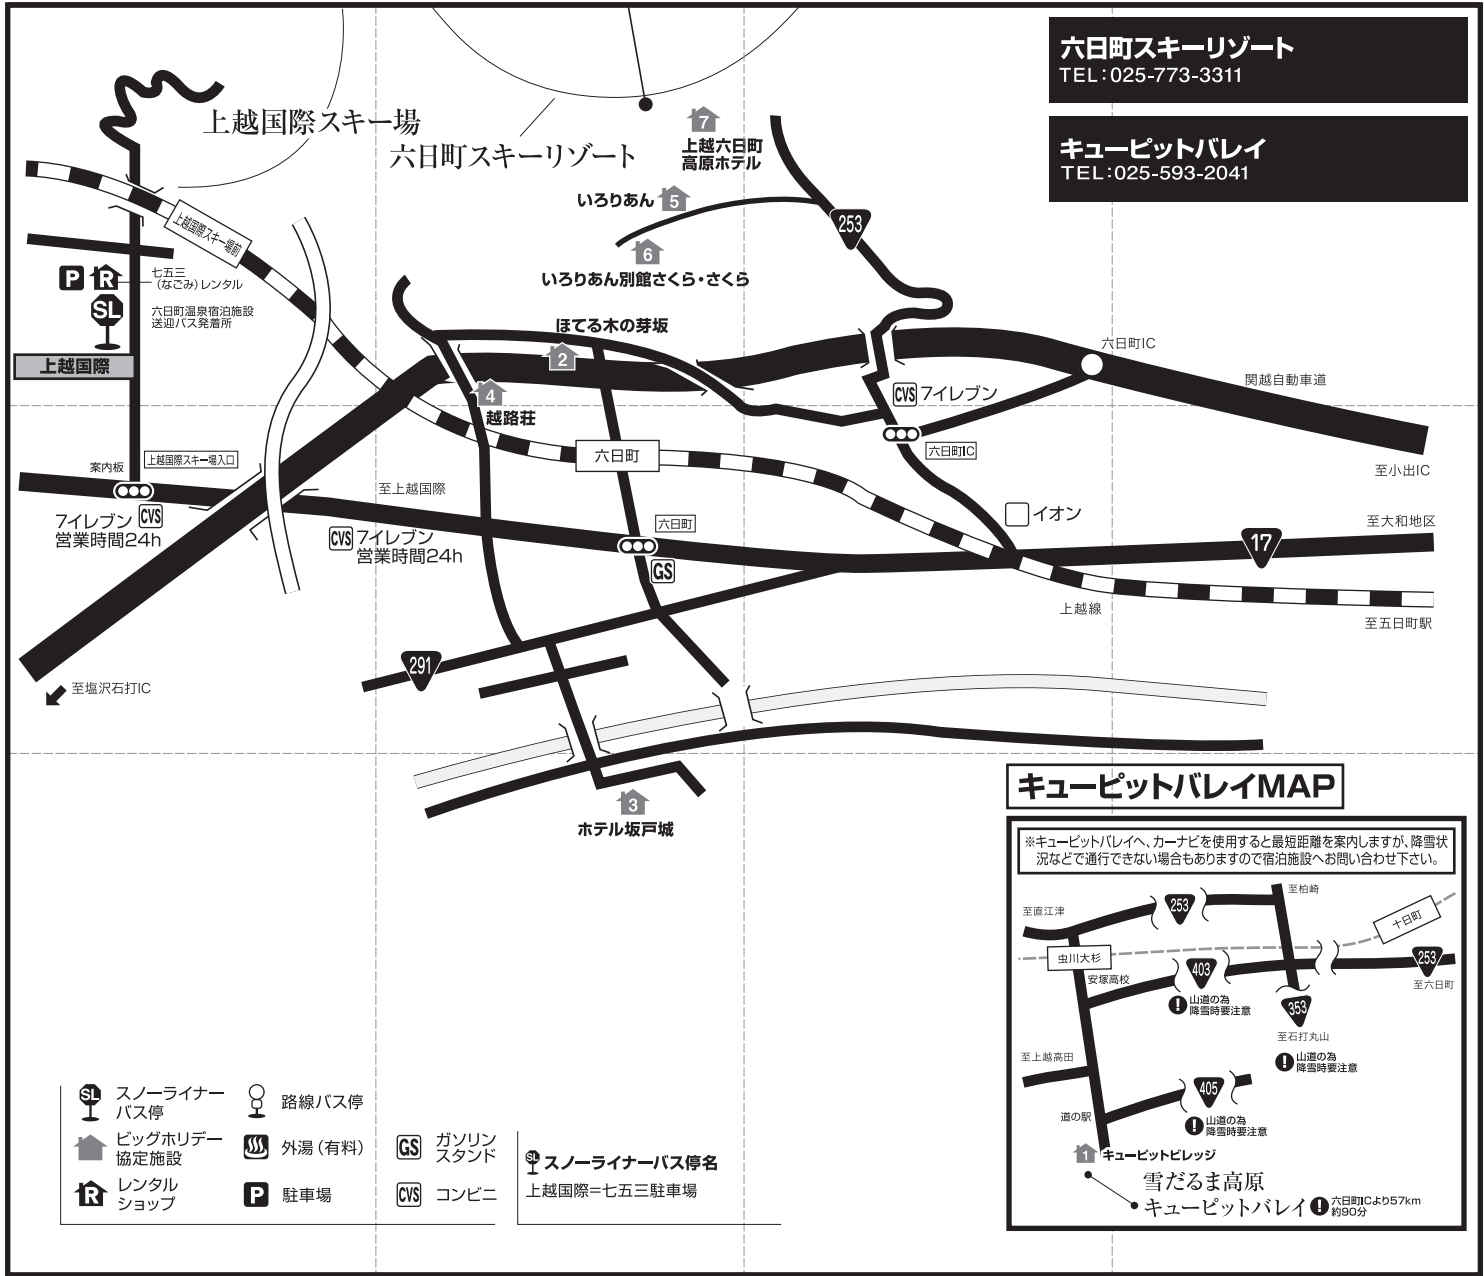 六日町スキーリゾート
TEL:025-773-3311
キューピットバレイ
TEL:025-593-2041
上越国際スキー場
六日町スキーリゾート
7
上越六日町
高原ホテル
いろりあん
5
6
いろりあん別館さくら・さくら
253
上越国際スキー場前
P
R
七五三
(なごみ)レンタル
SL
六日町温泉宿泊施設
送迎バス発着所
上越国際
ほてる木の芽坂
2
4
越路荘
六日町IC
関越自動車道
CVS
7イレブン
六日町IC
至小出IC
六日町
案内板
上越国際スキー場入口
至上越国際
7イレブン
営業時間24h
CVS
CVS
7イレブン
営業時間24h
六日町
GS
イオン
至大和地区
17
上越線
至五日町駅
291
至塩沢石打IC
3
ホテル坂戸城
キューピットバレイMAP
※キューピットバレイへ、カーナビを使用すると最短距離を案内しますが、降雪状
況などで通行できない場合もありますので宿泊施設へお問い合わせ下さい。
至柏崎
至直江津
253
十日町
虫川大杉
安塚高校
403
253
至六日町
山道の為
降雪時要注意
353
至石打丸山
山道の為
降雪時要注意
至上越高田
405
道の駅
山道の為
降雪時要注意
1
キューピットビレッジ
雪だるま高原
キューピットバレイ
六日町ICより57km
約90分
SL
スノーライナー
バス停
路線バス停
ビッグホリデー
協定施設
外湯(有料)
GS
ガソリン
スタンド
R
レンタル
ショップ
P
駐車場
CVS
コンビニ
SL
スノーライナーバス停名
上越国際=七五三駐車場